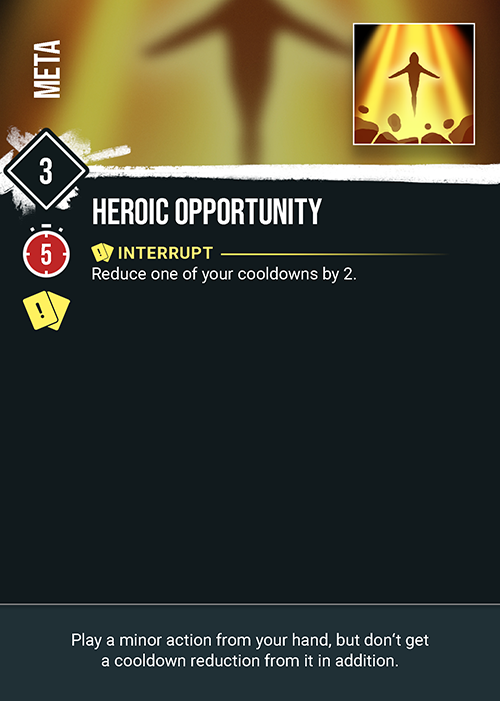 META
3
HEROIC OPPORTUNITY
5
! INTERRUPT
Reduce one of your cooldowns by 2.
!
Play a minor action from your hand, but don’t get
a cooldown reduction from it in addition.